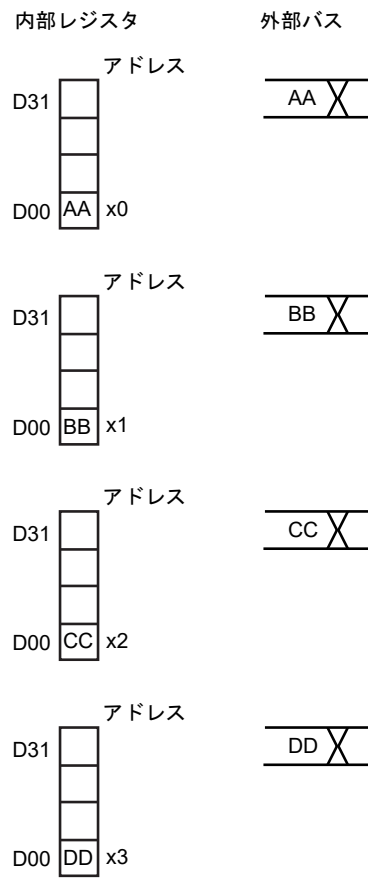 内部レジスタ 外部バス
アドレス
D31 AA
D00 AA x0
アドレス
D31 BB
D00 BB x1
アドレス
D31 CC
D00 CC x2
アドレス
D31 DD
D00 DD x3